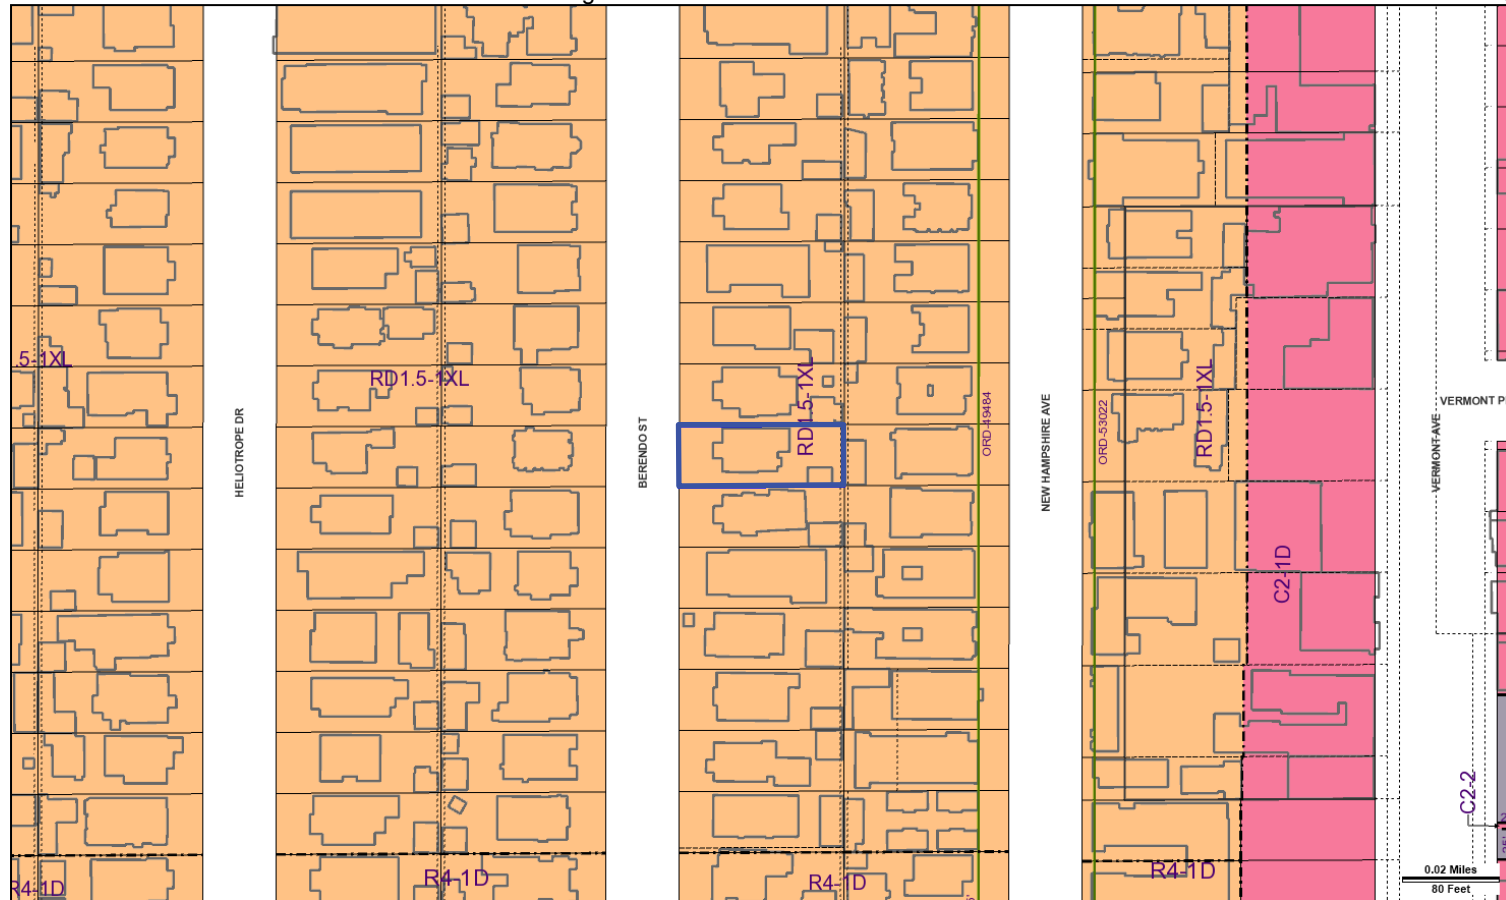 .5-1XL
RD1.5-1XL
RD1.5-1XL
RD1.5-1XL
HELIOTROPE DR
BERENDO ST
ORD-49484
NEW HAMPSHIRE AVE
ORD-53022
VERMONT AVE
VERMONT P
C2-1D
C2-2
R4-1D
R4-1D
R4-1D
R4-1D
0.02 Miles
80 Feet